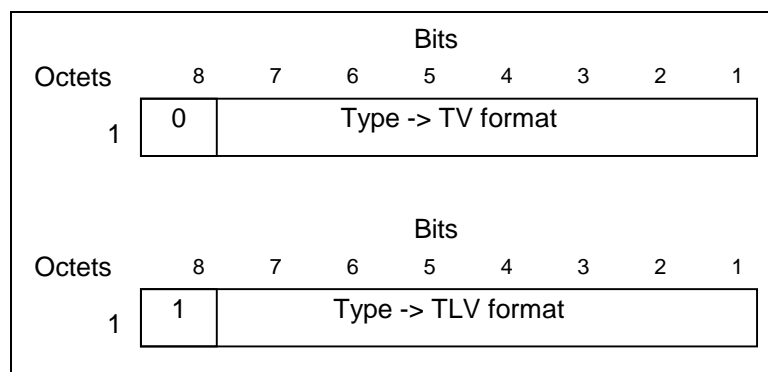 Bits
Octets 8 7 6 5 4 3 2 1
1 0 Type -> TV format
Bits
Octets 8 7 6 5 4 3 2 1
1 1 Type -> TLV format